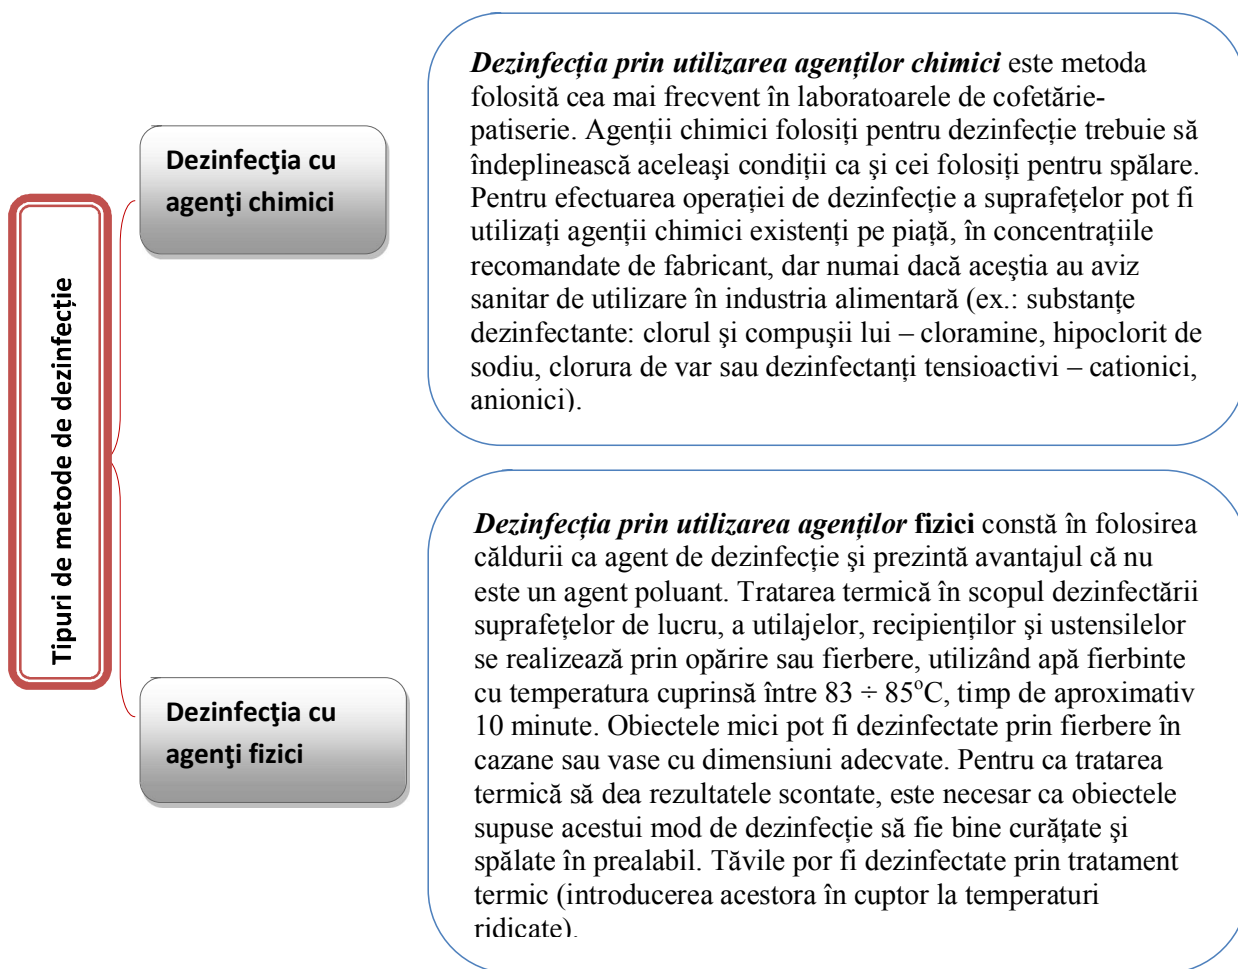 Tipuri de metode de dezinfecție
Dezinfecţia cu
agenţi chimici
Dezinfecția prin utilizarea agenților chimici este metoda
folosită cea mai frecvent în laboratoarele de cofetărie-
patiserie. Agenții chimici folosiți pentru dezinfecție trebuie să
îndeplinească aceleaşi condiții ca şi cei folosiți pentru spălare.
Pentru efectuarea operației de dezinfecție a suprafețelor pot fi
utilizați agenții chimici existenți pe piață, în concentrațiile
recomandate de fabricant, dar numai dacă aceştia au aviz
sanitar de utilizare în industria alimentară (ex.: substanțe
dezinfectante: clorul şi compuşii lui – cloramine, hipoclorit de
sodiu, clorura de var sau dezinfectanți tensioactivi – cationici,
anionici).
Dezinfecţia cu
agenţi fizici
Dezinfecția prin utilizarea agenților fizici constă în folosirea
căldurii ca agent de dezinfecție şi prezintă avantajul că nu
este un agent poluant. Tratarea termică în scopul dezinfectării
suprafețelor de lucru, a utilajelor, recipienților şi ustensilelor
se realizează prin opărire sau fierbere, utilizând apă fierbinte
cu temperatura cuprinsă între 83 ÷ 85°C, timp de aproximativ
10 minute. Obiectele mici pot fi dezinfectate prin fierbere în
cazane sau vase cu dimensiuni adecvate. Pentru ca tratarea
termică să dea rezultatele scontate, este necesar ca obiectele
supuse acestui mod de dezinfecție să fie bine curățate şi
spălate în prealabil. Tăvile por fi dezinfectate prin tratament
termic (introducerea acestora în cuptor la temperaturi
ridicate).